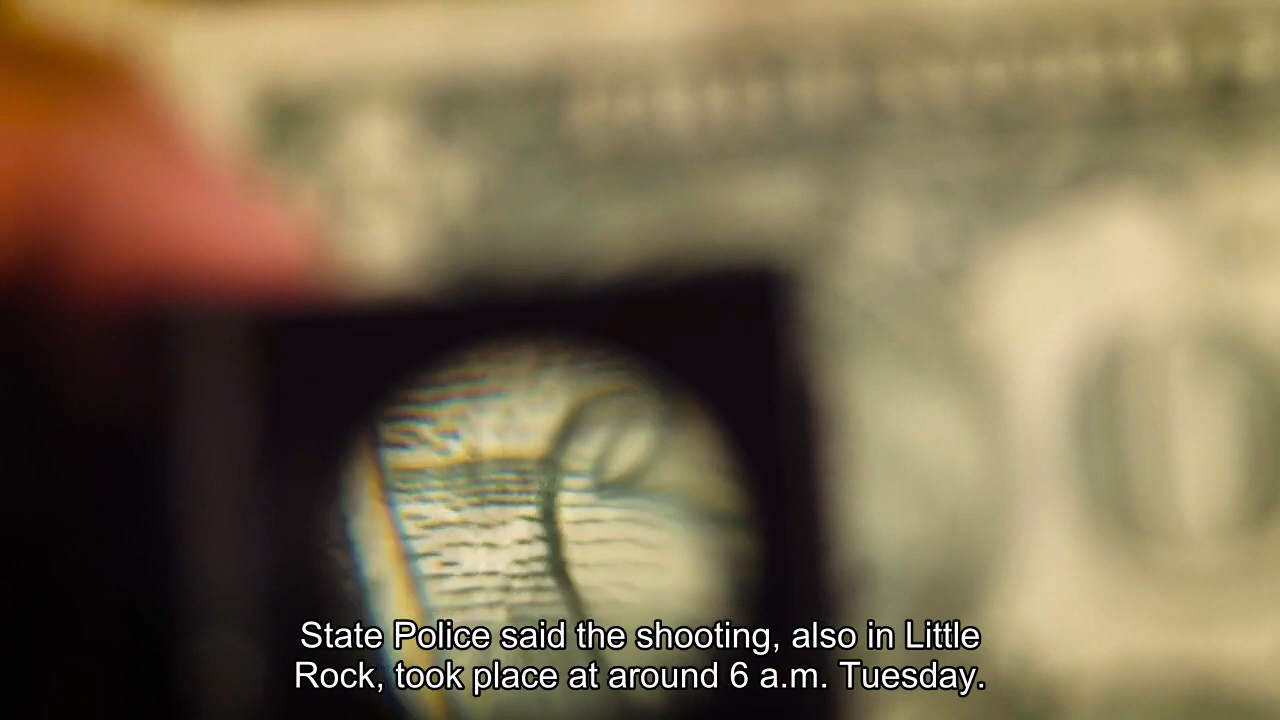 State Police said the shooting, also in Little
Rock, took place at around 6 a.m. Tuesday.